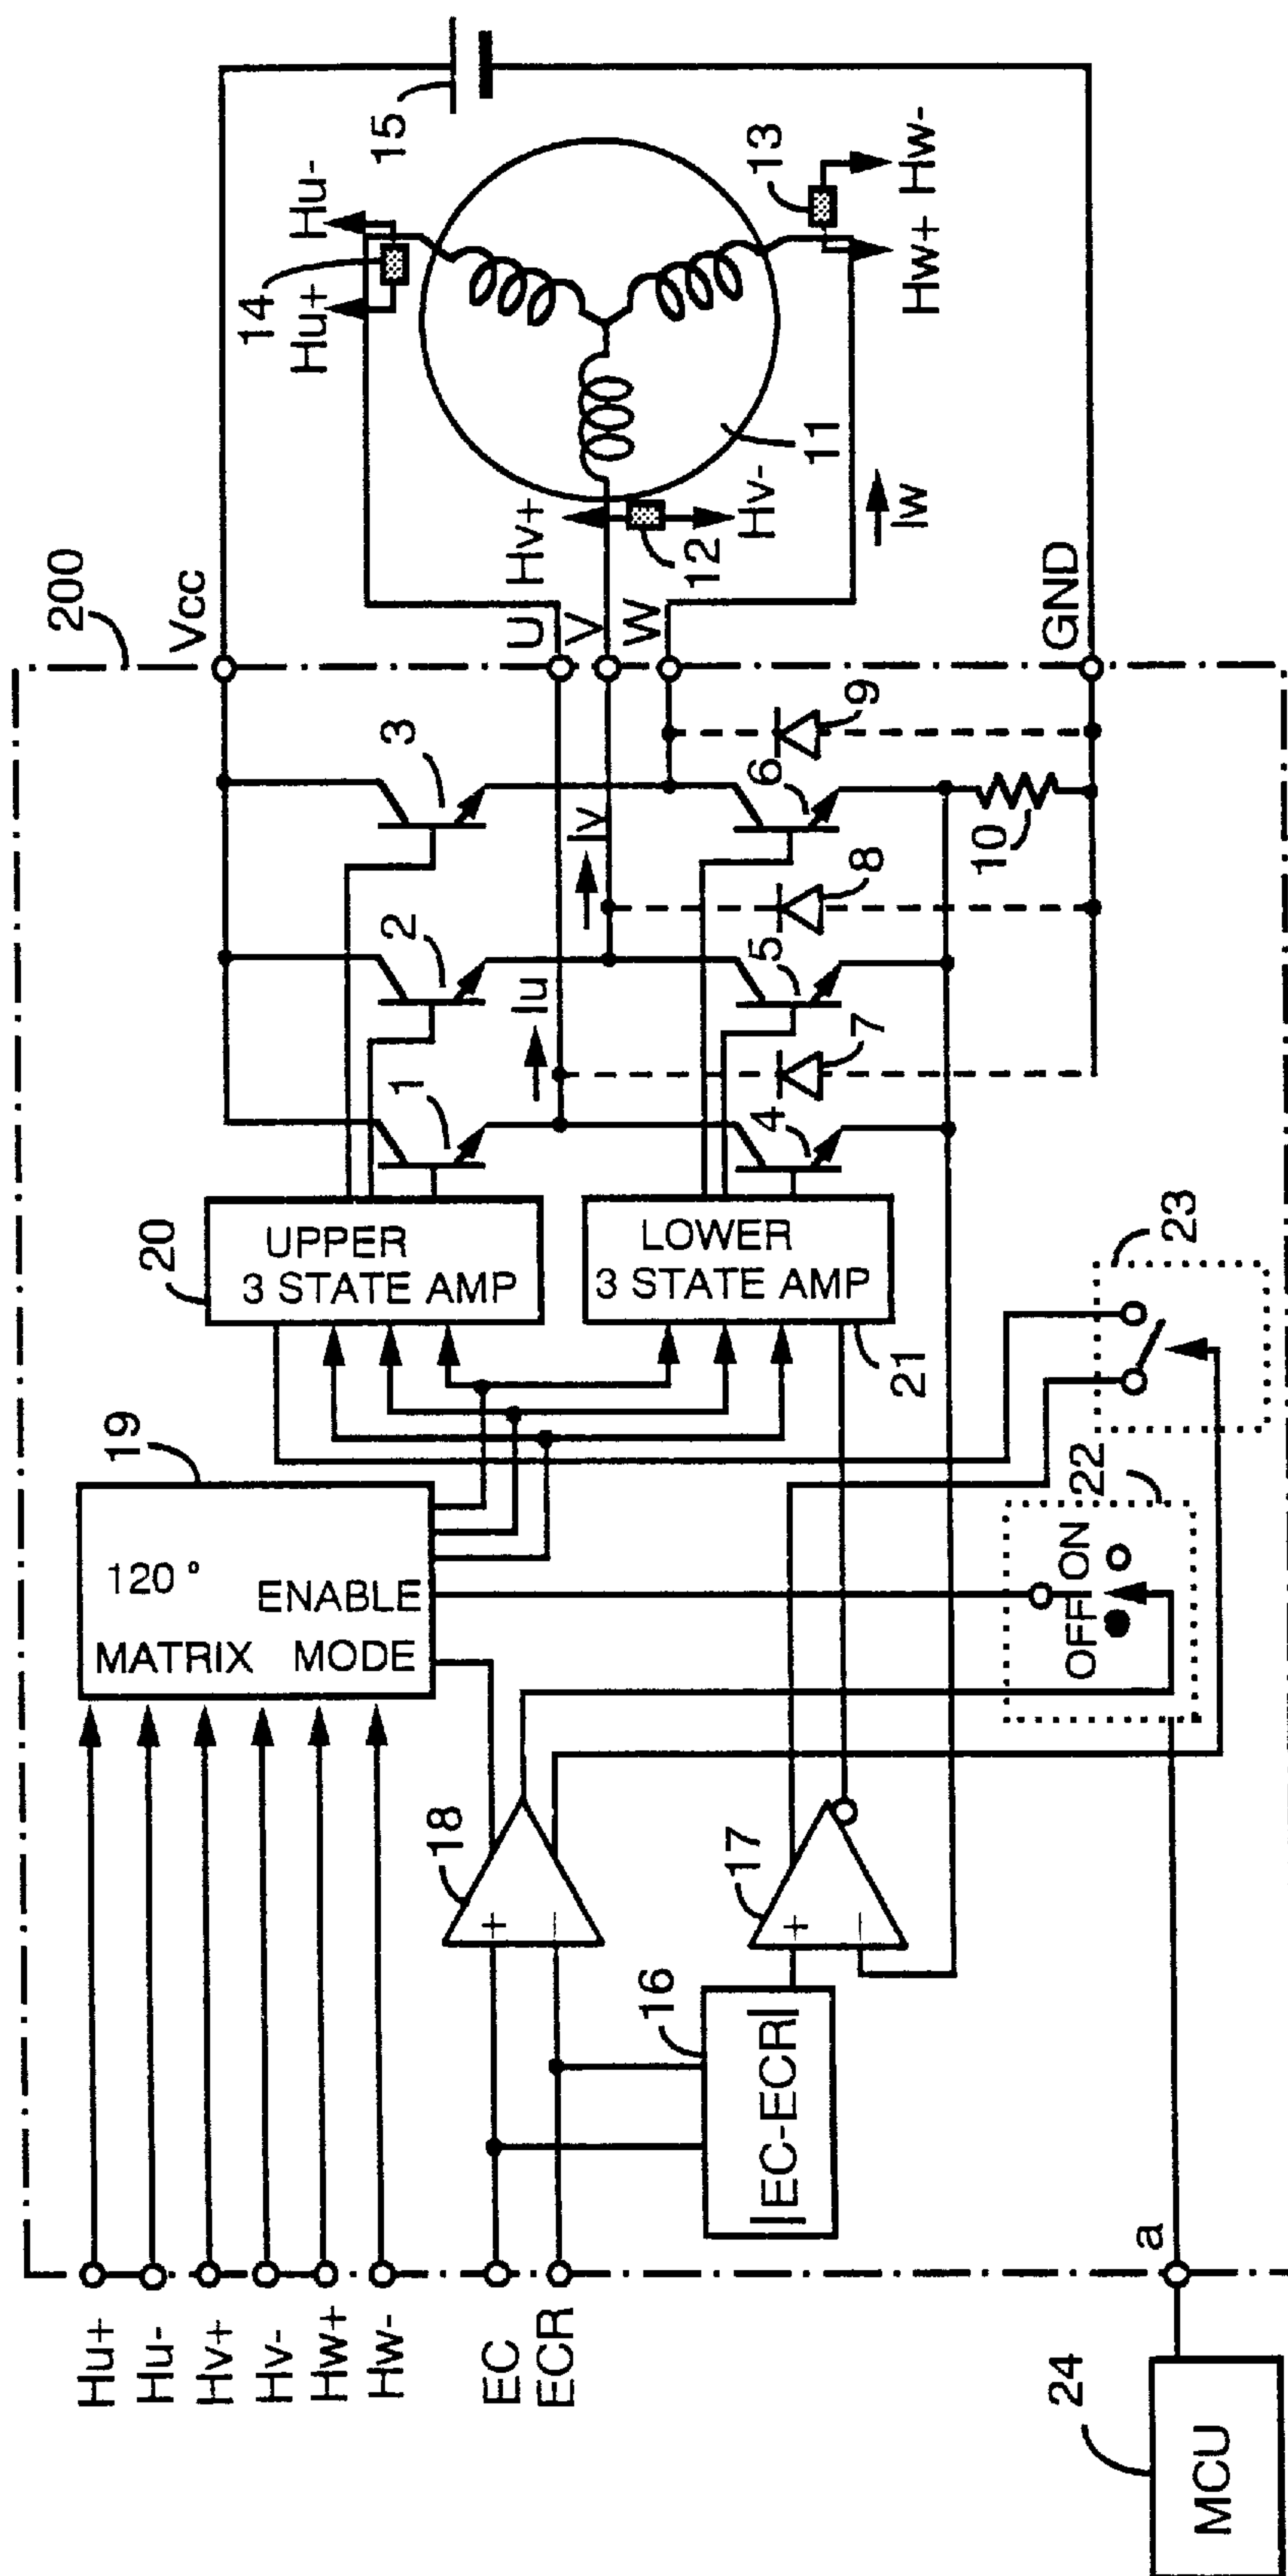 200
Vcc
15
Hu-
14
Hu+
Hv+
U
V
W
12
Hv-
11
13
Hw-
Hw+
Iw
GND
3
2
1
Iu
Iv
6
5
4
9
8
7
10
20
UPPER
3 STATE AMP
LOWER
3 STATE AMP
21
23
19
120°
MATRIX
ENABLE
MODE
22
OFF
ON
18
+
−
17
+
−
16
|EC-ECR|
Hu+
Hu-
Hv+
Hv-
Hw+
Hw-
EC
ECR
a
24
MCU